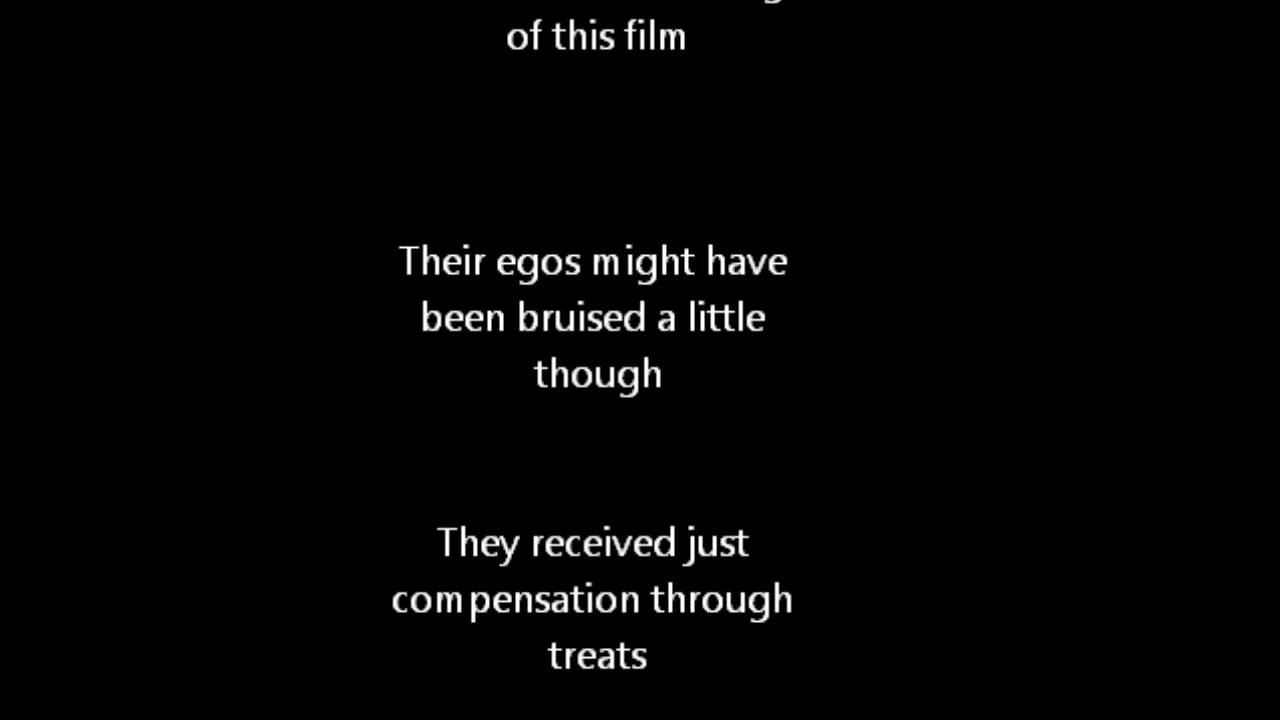 of this film
Their egos might have
been bruised a little
though
They received just
compensation through
treats